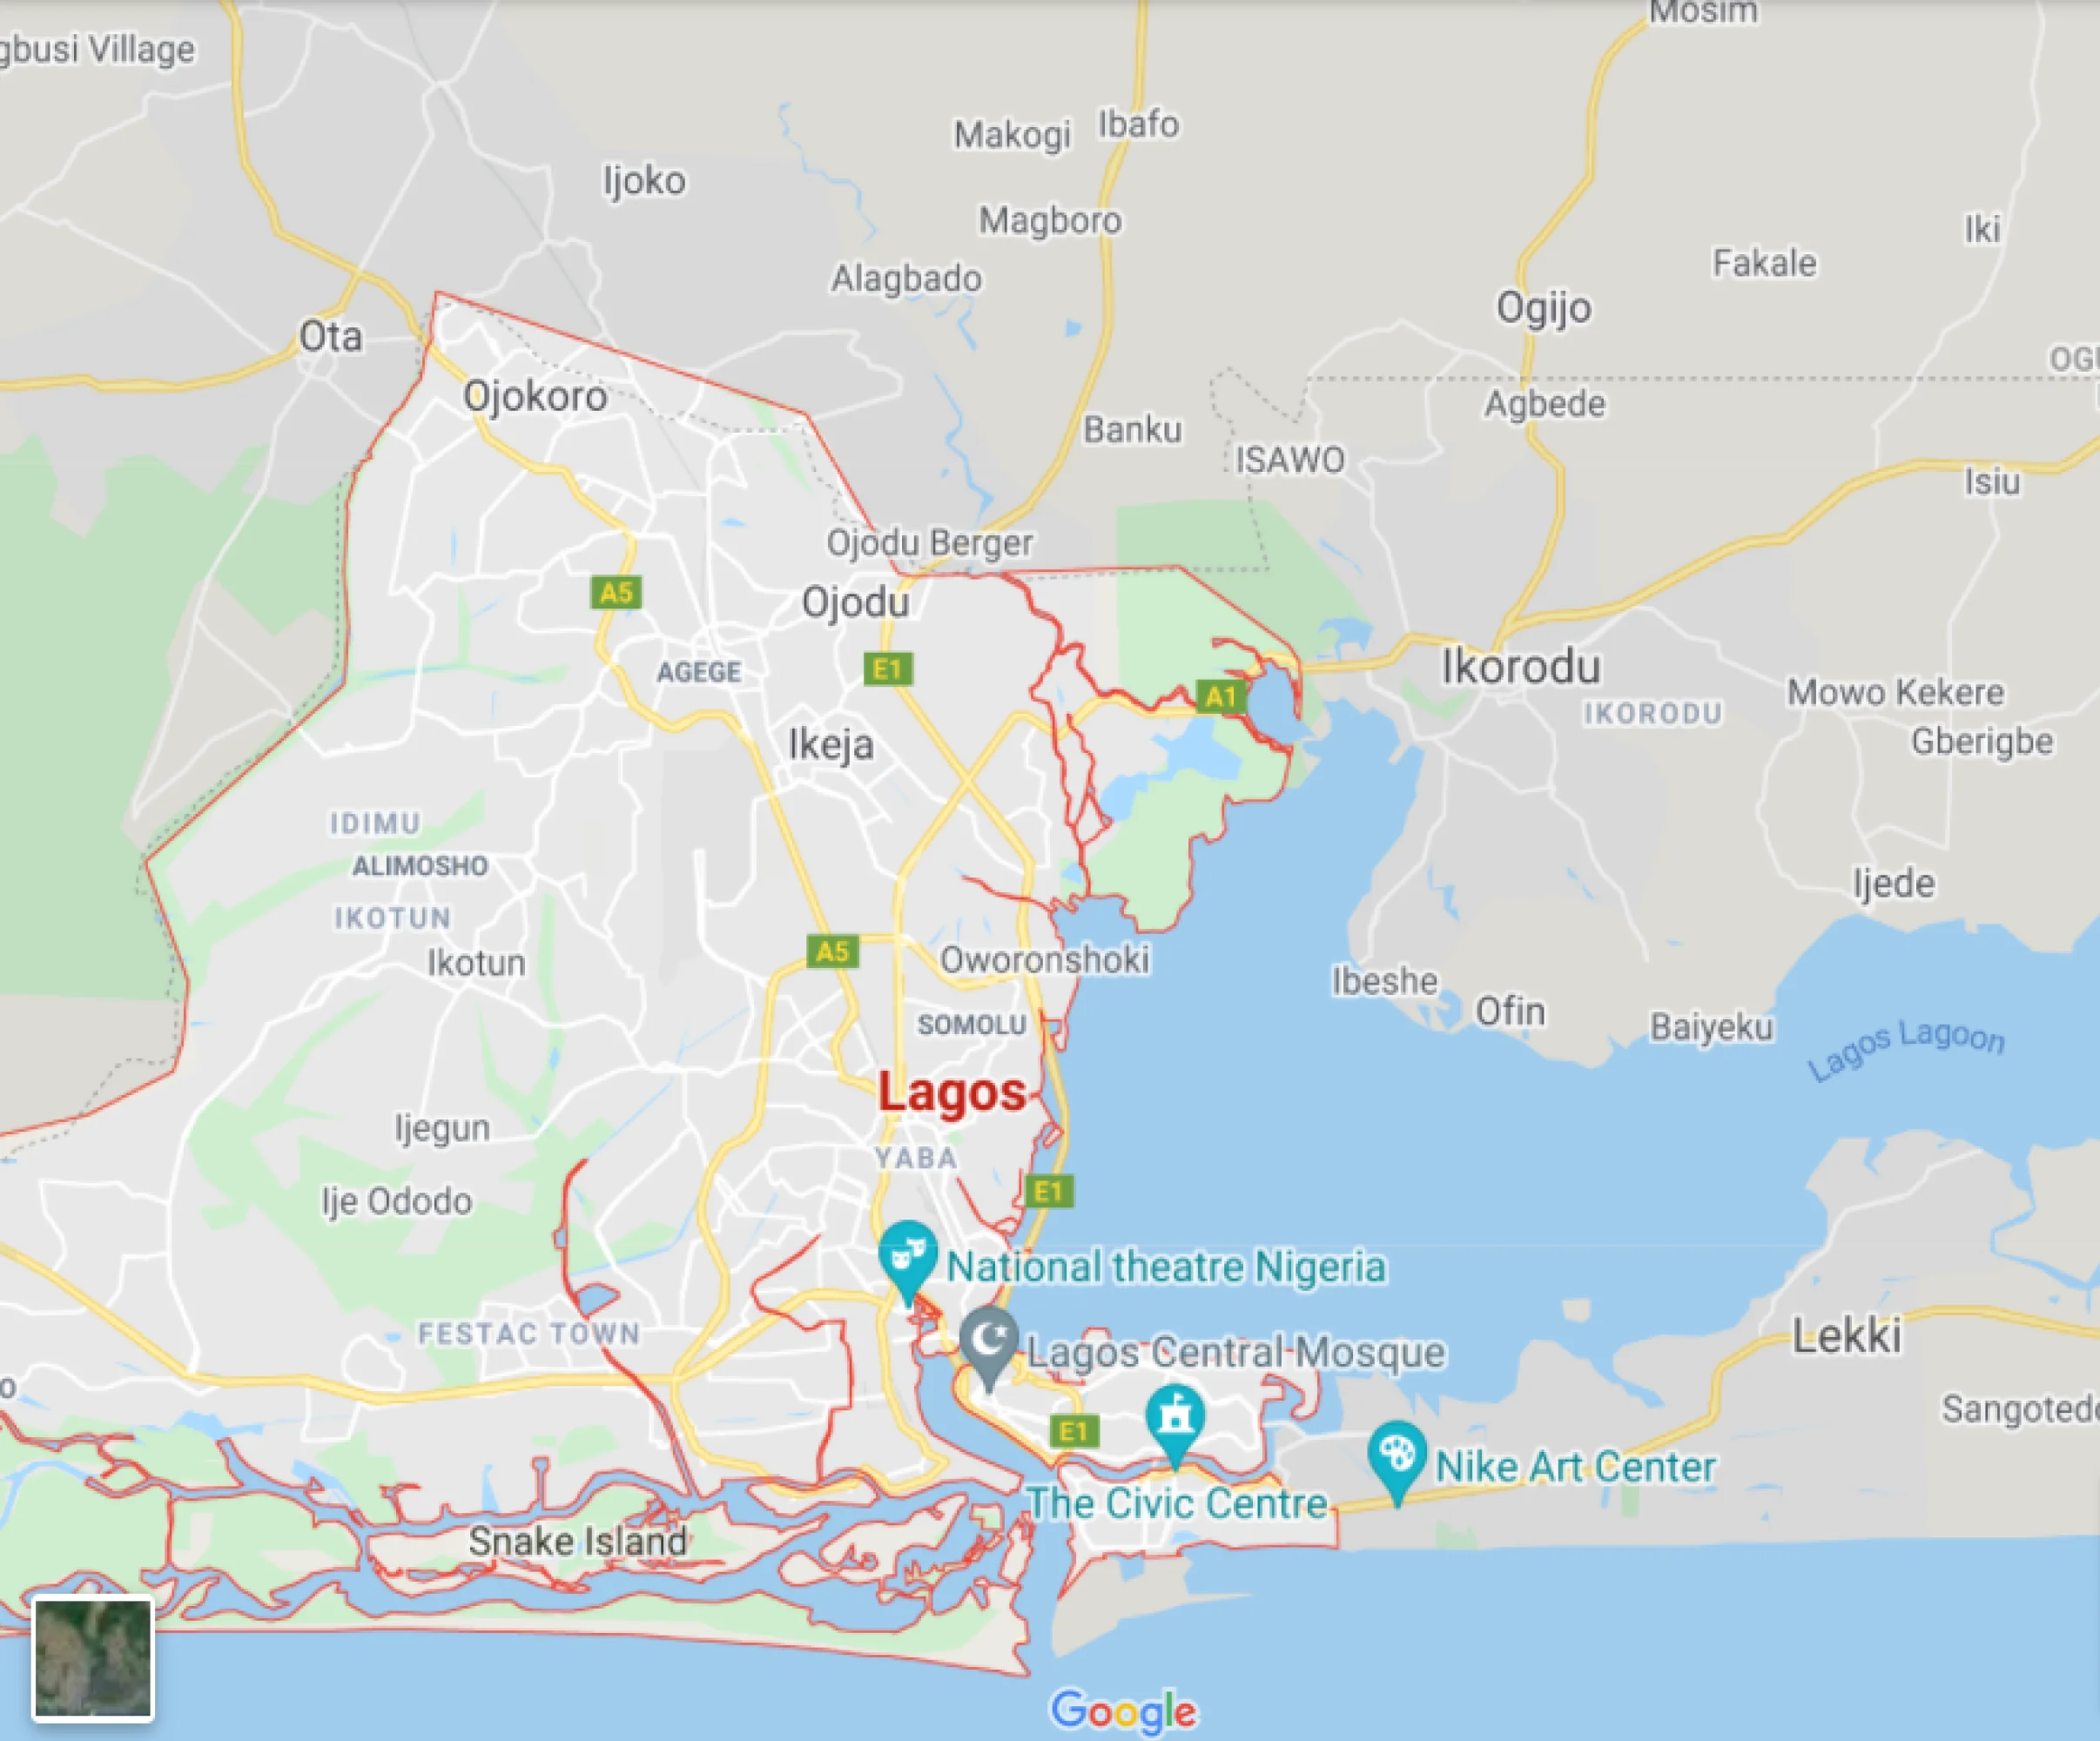 Mosim
gbusi Village
Makogi
Ibafo
Ijoko
Magboro
Iki
Alagbado
Fakale
Ogijo
Ota
OGU
Ojokoro
Agbede
Banku
ISAWO
Isiu
Ojodu Berger
A5
Ojodu
E1
AGEGE
A1
Ikorodu
IKORODU
Mowo Kekere
Ikeja
Gberigbe
IDIMU
ALIMOSHO
Ijede
IKOTUN
A5
Ikotun
Oworonshoki
Ibeshe
Ofin
SOMOLU
Baiyeku
Lagos Lagoon
Lagos
Ijegun
YABA
E1
Ije Ododo
National theatre Nigeria
FESTAC TOWN
Lekki
Lagos Central Mosque
o
Sangotedo
E1
Nike Art Center
The Civic Centre
Snake Island
Google